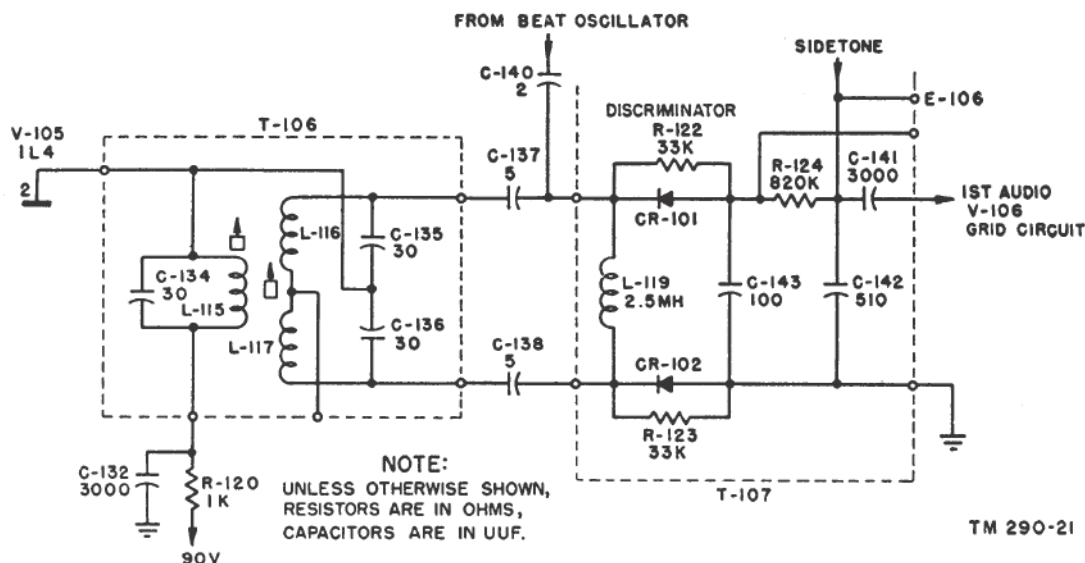 FROM BEAT OSCILLATOR
SIDETONE
C-140
2
E-106
DISCRIMINATOR
R-122
33K
V-105
1L4
2
T-106
C-137
5
R-124
820K
C-141
3000
CR-101
1ST AUDIO
V-106
GRID CIRCUIT
L-116
C-135
30
C-134
30
L-115
L-119
2.5MH
C-143
100
C-142
510
L-117
C-136
30
C-138
5
CR-102
R-123
33K
C-132
3000
R-120
1K
90V
NOTE:
UNLESS OTHERWISE SHOWN,
RESISTORS ARE IN OHMS,
CAPACITORS ARE IN UUF.
T-107
TM 290-21